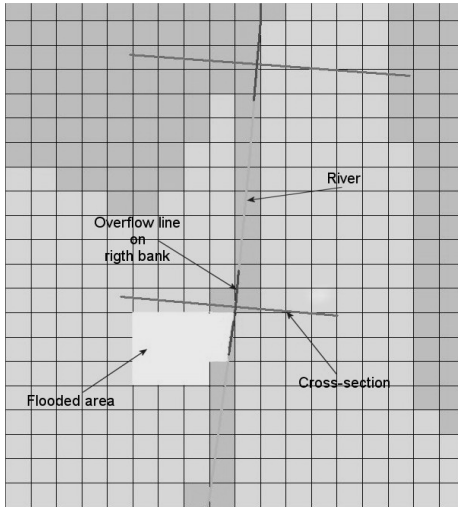 River
Overflow line
on
rigth bank
Cross-section
Flooded area